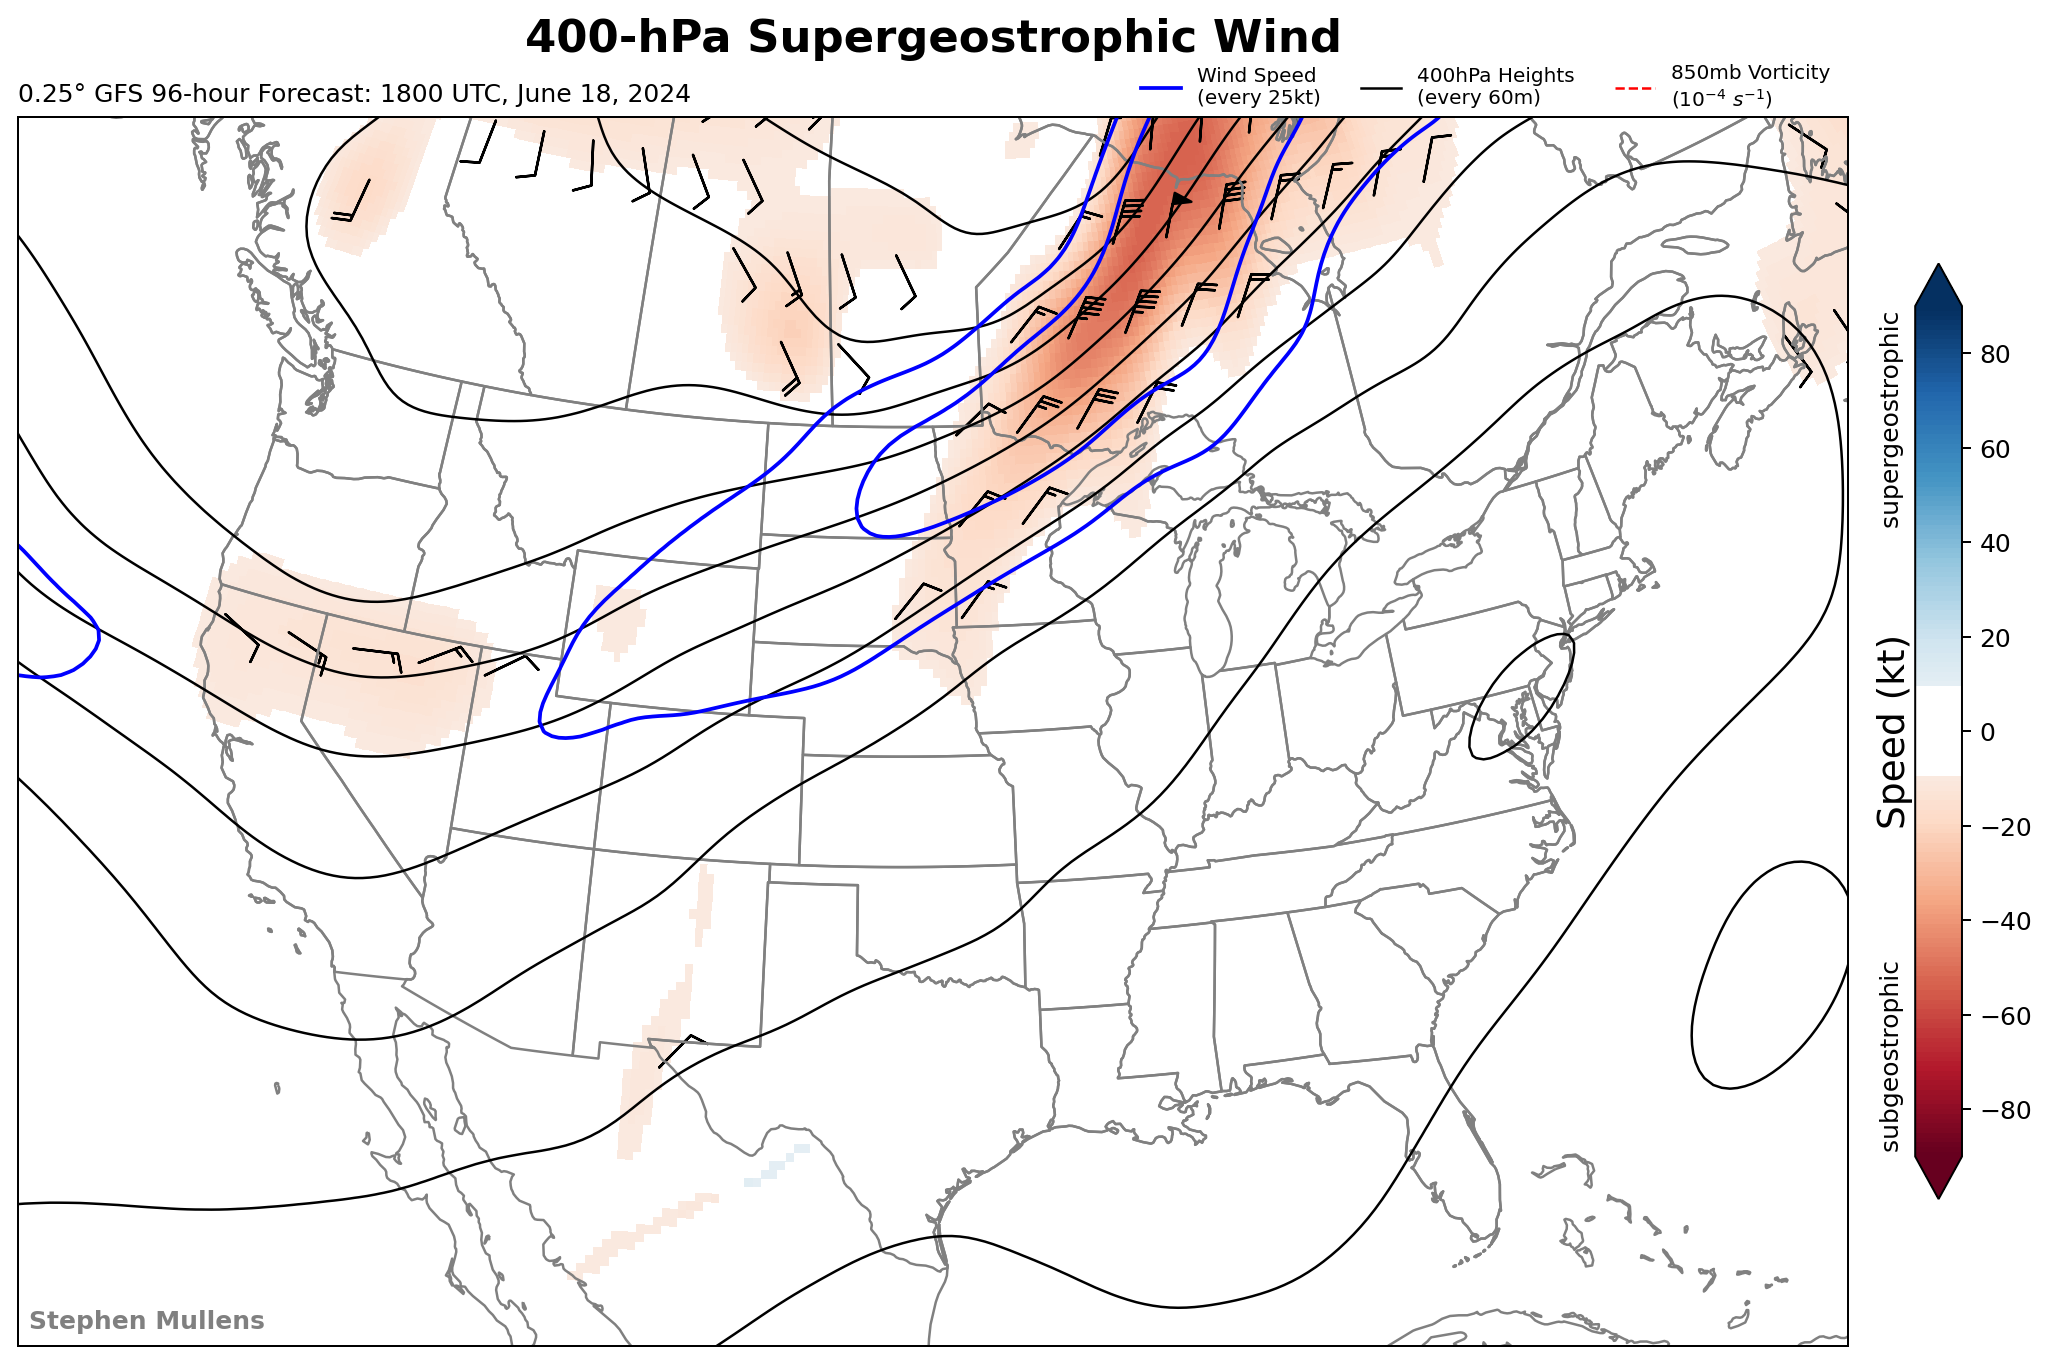 400-hPa Supergeostrophic Wind
0.25° GFS 96-hour Forecast: 1800 UTC, June 18, 2024
Wind Speed
(every 25kt)
400hPa Heights
(every 60m)
850mb Vorticity
(10⁻⁴ s⁻¹)
supergeostrophic
Speed (kt)
subgeostrophic
80
60
40
20
0
−20
−40
−60
−80
Stephen Mullens